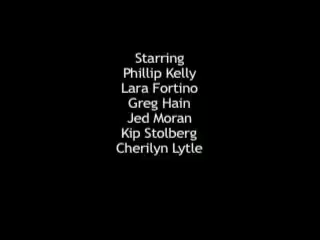 Starring
Phillip Kelly
Lara Fortino
Greg Hain
Jed Moran
Kip Stolberg
Cherilyn Lytle